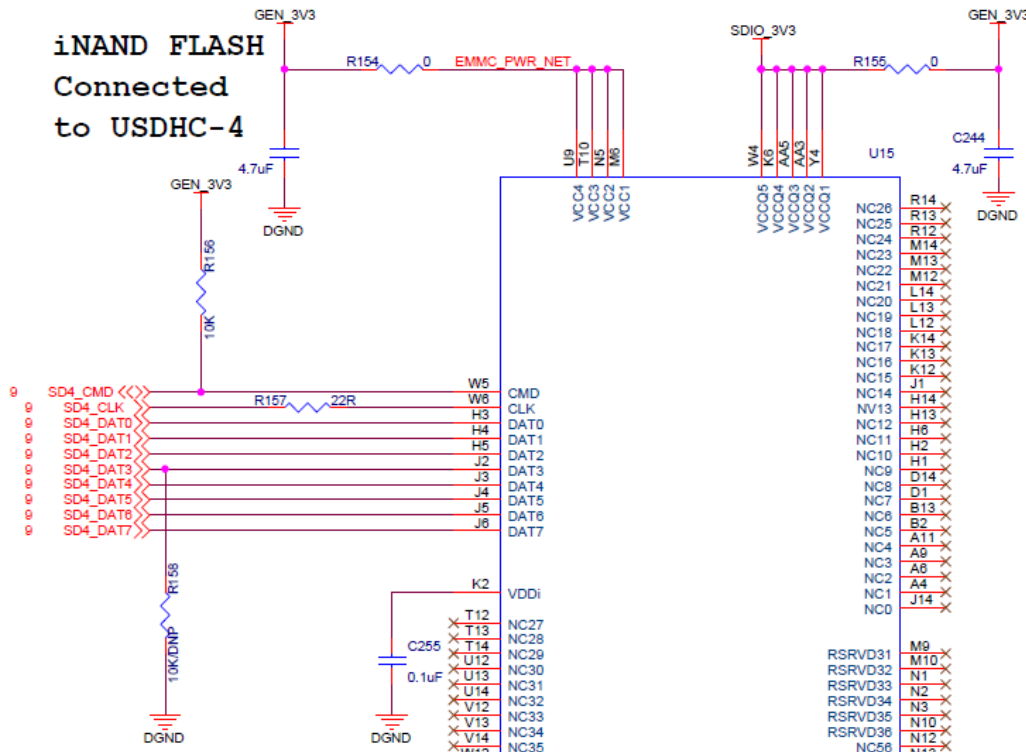 GEN_3V3
GEN_3V3
iNAND FLASH
Connected
to USDHC-4
SDIO_3V3
R154
0
EMMC_PWR_NET
R155
0
4.7uF
U9
T10
N5
M6
W4
K6
AA5
AA3
Y4
U15
C244
4.7uF
GEN_3V3
DGND
DGND
VCC4
VCC3
VCC2
VCC1
VCCQ5
VCCQ4
VCCQ3
VCCQ2
VCCQ1
NC26 R14
NC25 R13
NC24 R12
NC23 M14
NC22 M13
NC21 M12
NC20 L14
NC19 L13
NC18 L12
NC17 K14
NC16 K13
NC15 K12
NC14 J1
NV13 H14
NC12 H13
NC11 H6
NC10 H2
NC9 H1
NC8 D14
NC7 D1
NC6 B13
NC5 B2
NC4 A11
NC3 A9
NC2 A6
NC1 A4
NC0 J14
R156
10K
9 SD4_CMD W5 CMD
9 SD4_CLK R157 22R W6 CLK
9 SD4_DAT0 H3 DAT0
9 SD4_DAT1 H4 DAT1
9 SD4_DAT2 H5 DAT2
9 SD4_DAT3 J2 DAT3
9 SD4_DAT4 J3 DAT4
9 SD4_DAT5 J4 DAT5
9 SD4_DAT6 J5 DAT6
9 SD4_DAT7 J6 DAT7
R158
10K/DNP
DGND
K2 VDDi
C255
0.1uF
DGND
T12 NC27
T13 NC28
T14 NC29
U12 NC30
U13 NC31
U14 NC32
V12 NC33
V13 NC34
V14 NC35
RSRVD31 M9
RSRVD32 M10
RSRVD33 N1
RSRVD34 N2
RSRVD35 N3
RSRVD36 N10
NC56 N12